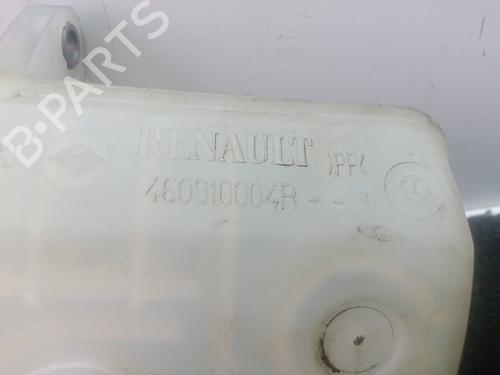 B-PARTS
RENAULT >PP<
460910004R - -